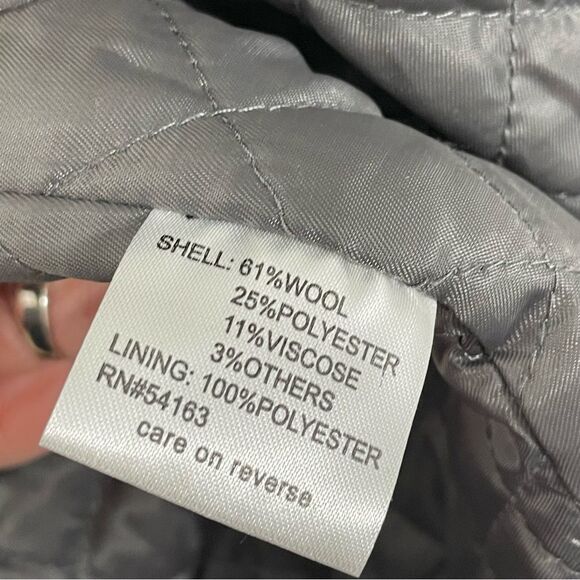 SHELL: 61%WOOL
25%POLYESTER
11%VISCOSE
3%OTHERS
LINING: 100%POLYESTER
RN#54163
care on reverse